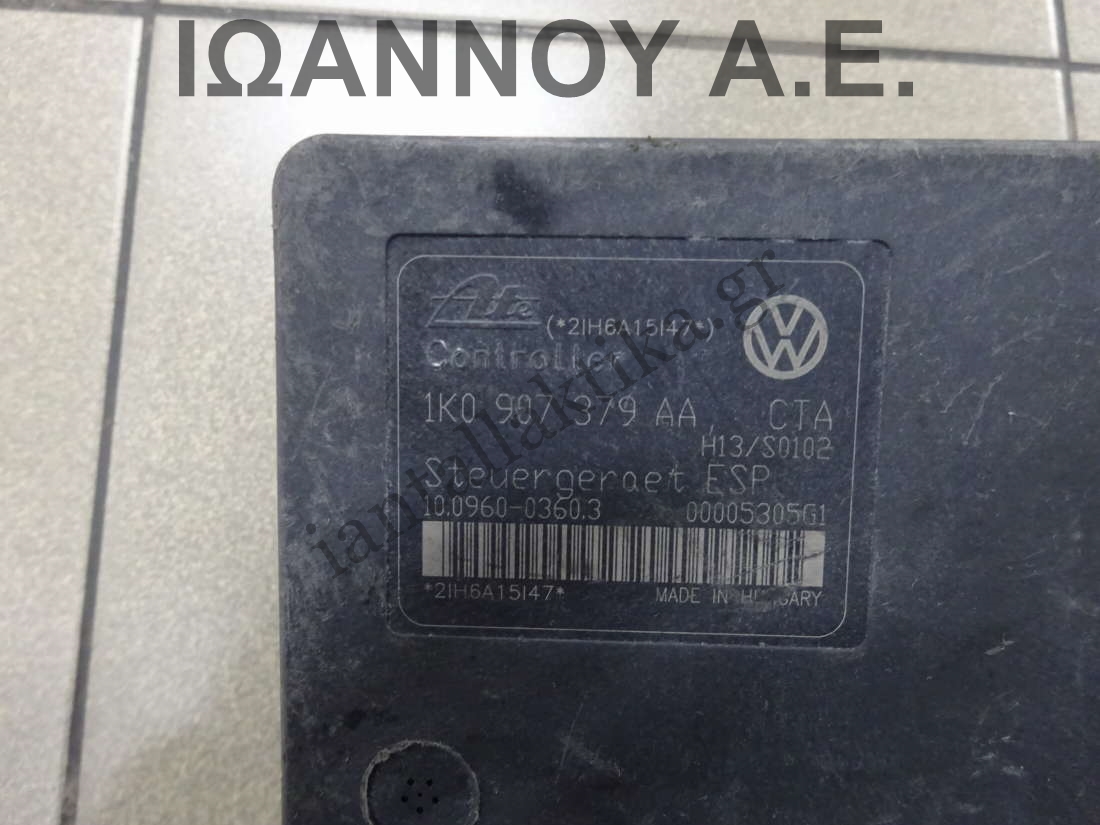 ΙΩΑΝΝΟΥ Α.Ε.
Ate (*2IH6A15I47*)
Controller
1K0 907 379 AA CTA
H13/S0102
Steuergeraet ESP
10.0960-0360.3 00005305G1
*2IH6A15I47* MADE IN HUNGARY
iantallaktika.gr